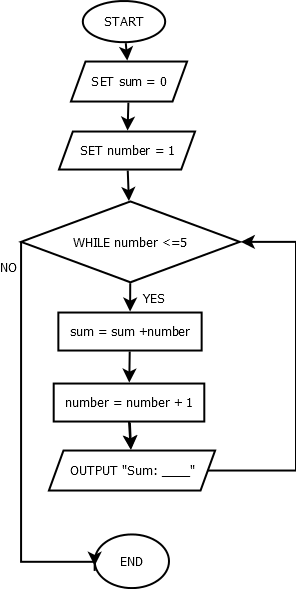 START
SET sum = 0
SET number = 1
WHILE number <=5
NO
YES
sum = sum +number
number = number + 1
OUTPUT "Sum: ____"
END